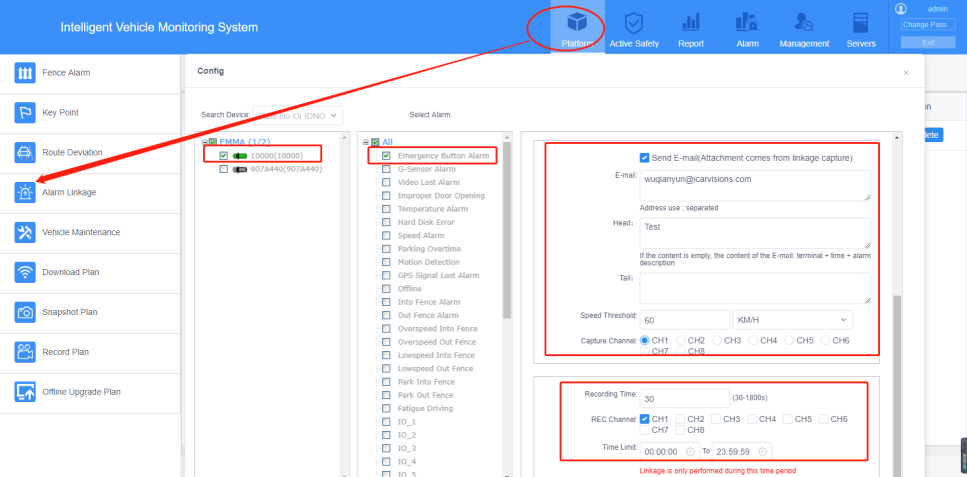 Intelligent Vehicle Monitoring System
Platform
Active Safety
Report
Alarm
Management
Servers
admin
Change Pass...
Exit
Fence Alarm
Key Point
Route Deviation
Alarm Linkage
Vehicle Maintenance
Download Plan
Snapshot Plan
Record Plan
Offline Upgrade Plan
Config
×
Search Device:
No Or IDNO
Select Alarm
EMMA (1/2)
10000(10000)
907A440(907A440)
All
Emergency Button Alarm
G-Sensor Alarm
Video Lost Alarm
Improper Door Opening
Temperature Alarm
Hard Disk Error
Speed Alarm
Parking Overtime
Motion Detection
GPS Signal Lost Alarm
Offline
Into Fence Alarm
Out Fence Alarm
Overspeed Into Fence
Overspeed Out Fence
Lowspeed Into Fence
Lowspeed Out Fence
Park Into Fence
Park Out Fence
Fatigue Driving
IO_1
IO_2
IO_3
IO_4
IO_5
Send E-mail(Attachment comes from linkage capture)
E-mail: wuqianyun@icarvisions.com
Address use ; separated
Head: Test
If the content is empty, the content of the E-mail: terminal + time + alarm
description
Tail:
Speed Threshold: 60 KM/H
Capture Channel: CH1 CH2 CH3 CH4 CH5 CH6
CH7 CH8
Recording Time: 30 (30-1800s)
REC Channel: CH1 CH2 CH3 CH4 CH5 CH6
CH7 CH8
Time Limit: 00:00:00 To 23:59:59
Linkage is only performed during this time period